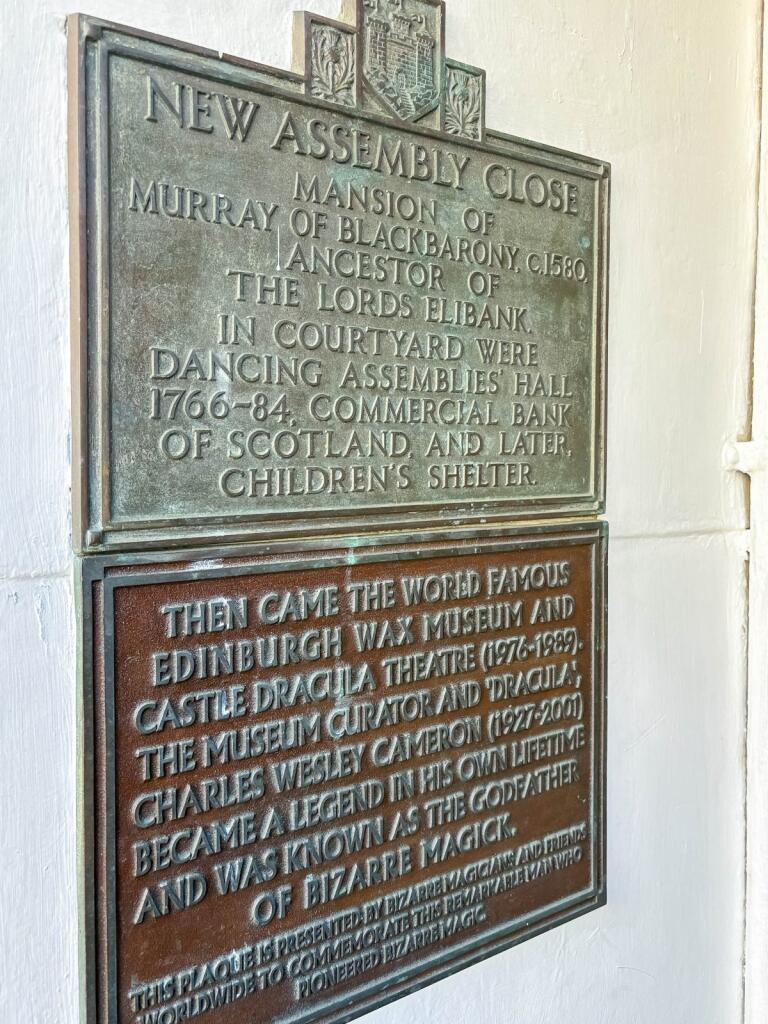 NEW ASSEMBLY CLOSE
MANSION OF
MURRAY OF BLACKBARONY, c.1580,
ANCESTOR OF
THE LORDS ELIBANK.
IN COURTYARD WERE
DANCING ASSEMBLIES' HALL
1766-84, COMMERCIAL BANK
OF SCOTLAND, AND LATER,
CHILDREN'S SHELTER.
THEN CAME THE WORLD FAMOUS
EDINBURGH WAX MUSEUM AND
CASTLE DRACULA THEATRE (1976-1989).
THE MUSEUM CURATOR AND 'DRACULA',
CHARLES WESLEY CAMERON (1927-2001)
BECAME A LEGEND IN HIS OWN LIFETIME
AND WAS KNOWN AS THE GODFATHER
OF BIZARRE MAGICK.
THIS PLAQUE IS PRESENTED BY BIZARRE MAGICIANS AND FRIENDS
WORLDWIDE TO COMMEMORATE THIS REMARKABLE MAN WHO
PIONEERED BIZARRE MAGIC.